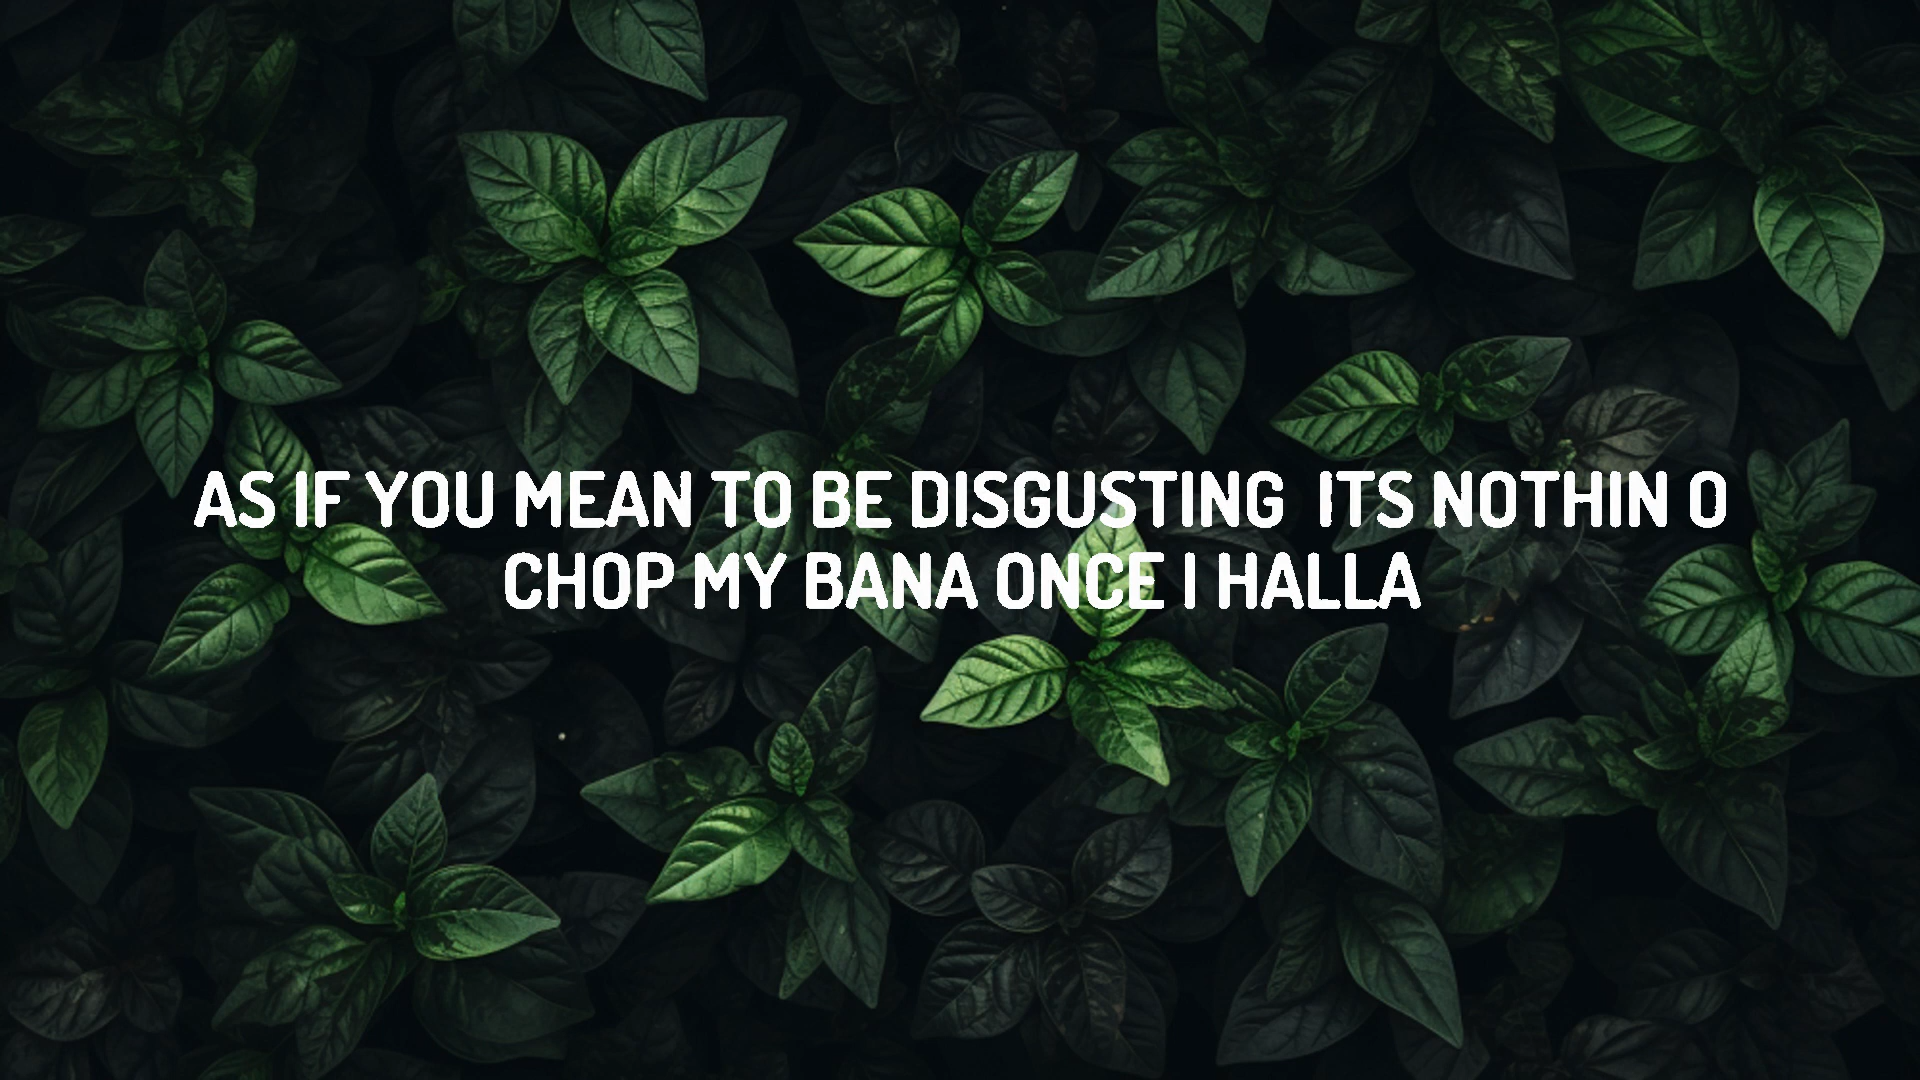 AS IF YOU MEAN TO BE DISGUSTING  ITS NOTHIN O
CHOP MY BANA ONCE I HALLA